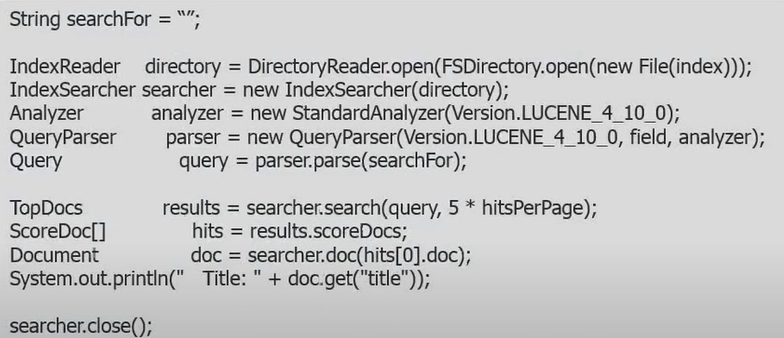 String searchFor = “”;
IndexReader directory = DirectoryReader.open(FSDirectory.open(new File(index)));
IndexSearcher searcher = new IndexSearcher(directory);
Analyzer analyzer = new StandardAnalyzer(Version.LUCENE_4_10_0);
QueryParser parser = new QueryParser(Version.LUCENE_4_10_0, field, analyzer);
Query query = parser.parse(searchFor);
TopDocs results = searcher.search(query, 5 * hitsPerPage);
ScoreDoc[] hits = results.scoreDocs;
Document doc = searcher.doc(hits[0].doc);
System.out.println("   Title: " + doc.get("title"));
searcher.close();